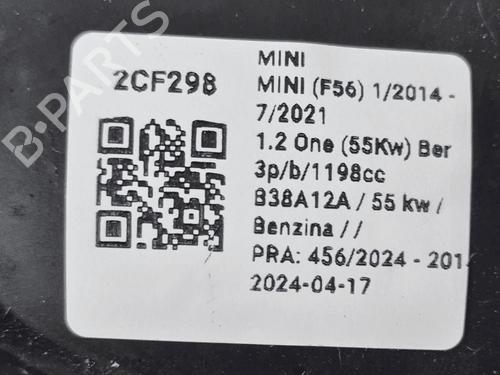 B-PARTS
2CF298
MINI
MINI (F56) 1/2014 -
7/2021
1.2 One (55Kw) Ber
3p/b/1198cc
B38A12A / 55 kw /
Benzina / /
PRA: 456/2024 - 2014
2024-04-17